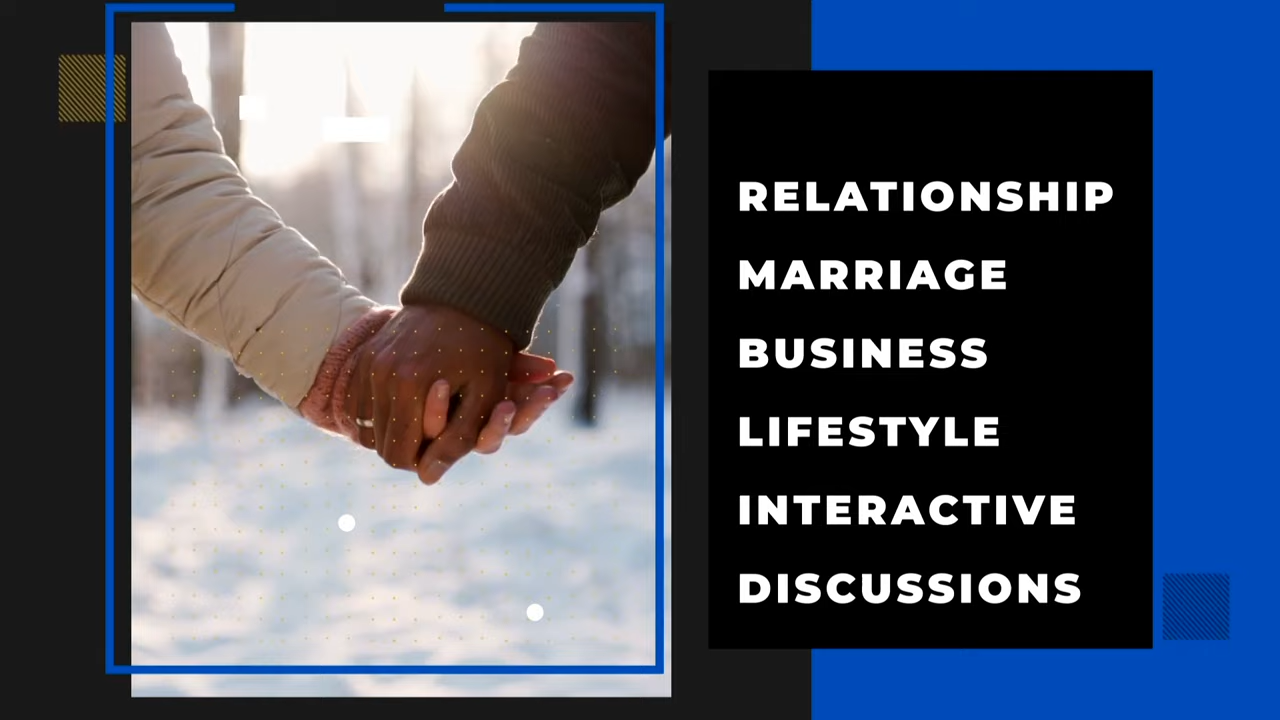 RELATIONSHIP
MARRIAGE
BUSINESS
LIFESTYLE
INTERACTIVE
DISCUSSIONS